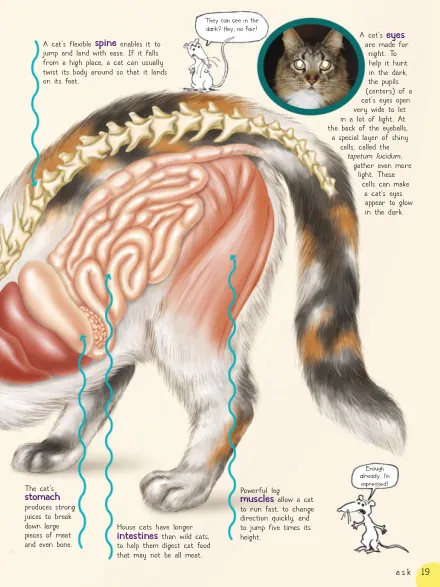 They can see in the
dark? Hey, no fair!
A cat's flexible spine enables it to
jump and land with ease. If it falls
from a high place, a cat can usually
twist its body around so that it lands
on its feet.
A cat's eyes
are made for
night. To
help it hunt
in the dark,
the pupils
(centers) of a
cat's eyes open
very wide to let
in a lot of light. At
the back of the eyeballs,
a special layer of shiny
cells, called the
tapetum lucidum,
gather even more
light. These
cells can make
a cat's eyes
appear to glow
in the dark.
The cat's
stomach
produces strong
juices to break
down large
pieces of meat
and even bone.
House cats have longer
intestines than wild cats,
to help them digest cat food
that may not be all meat.
Powerful leg
muscles allow a cat
to run fast, to change
direction quickly, and
to jump five times its
height.
Enough
already, I'm
impressed!
ask 19